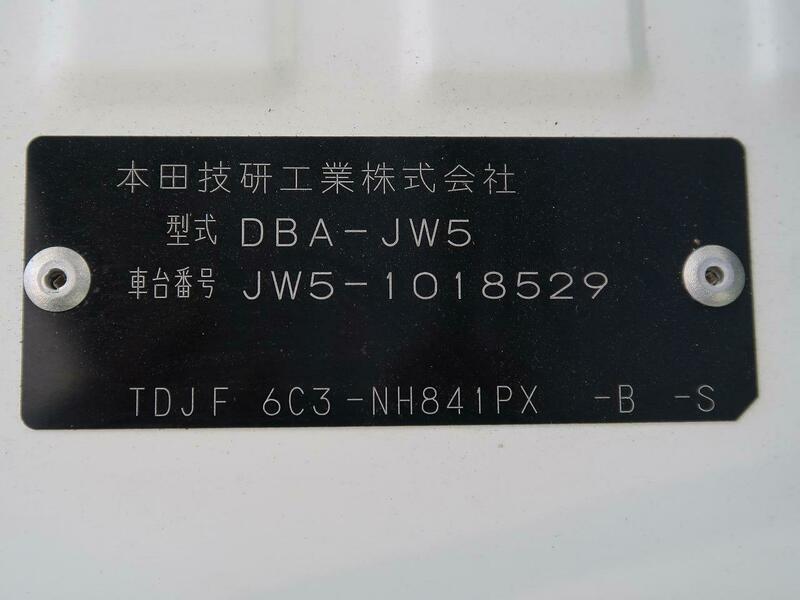 本田技研工業株式会社
型式 DBA-JW5
車台番号 JW5-1018529
TDJF 6C3-NH841PX -B -S